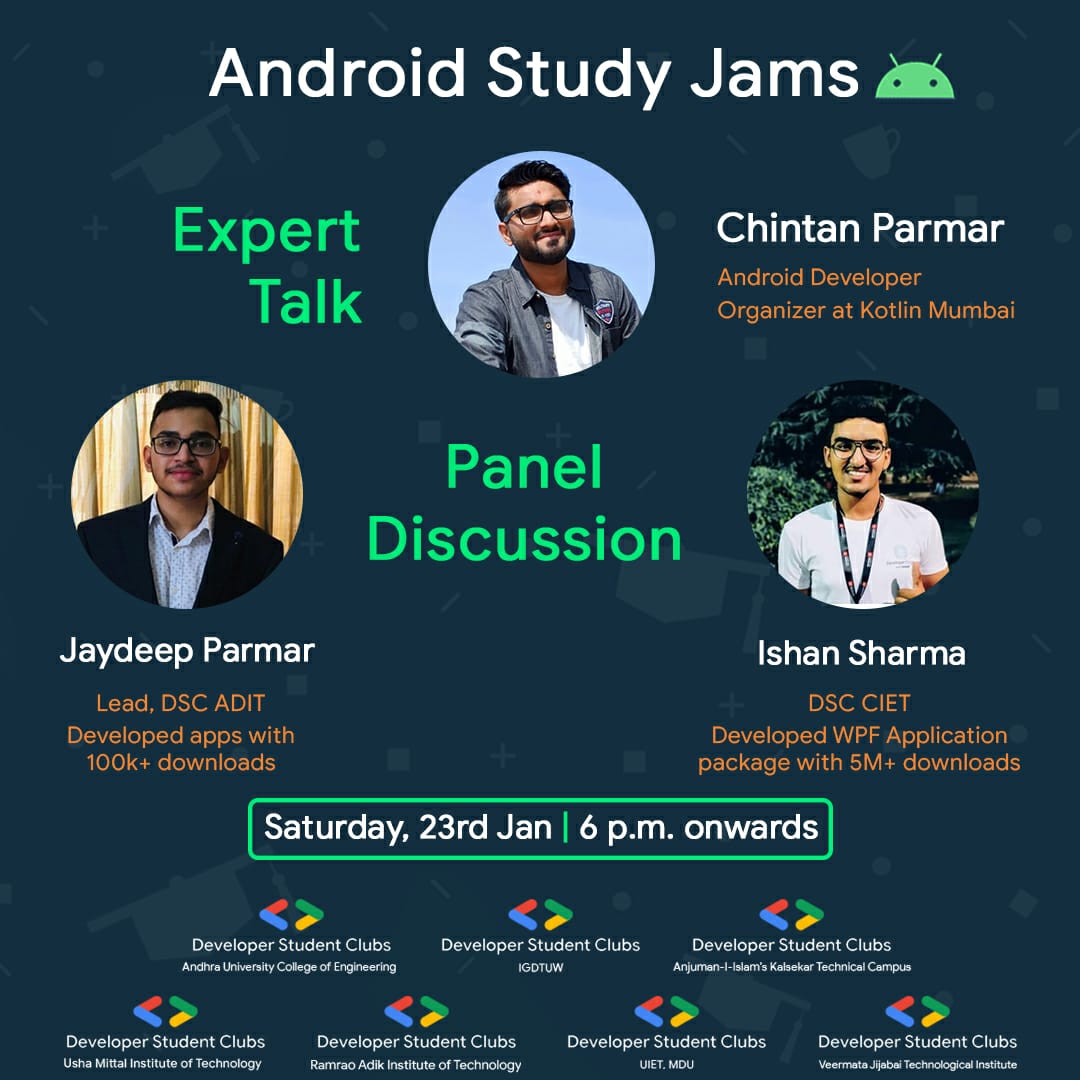 Android Study Jams
Expert
Talk
Chintan Parmar
Android Developer
Organizer at Kotlin Mumbai
Panel
Discussion
Jaydeep Parmar
Lead, DSC ADIT
Developed apps with
100k+ downloads
Ishan Sharma
DSC CIET
Developed WPF Application
package with 5M+ downloads
Saturday, 23rd Jan | 6 p.m. onwards
Developer Student Clubs
Andhra University College of Engineering
Developer Student Clubs
IGDTUW
Developer Student Clubs
Anjuman-I-Islam's Kalsekar Technical Campus
Developer Student Clubs
Usha Mittal Institute of Technology
Developer Student Clubs
Ramrao Adik Institute of Technology
Developer Student Clubs
UIET, MDU
Developer Student Clubs
Veermata Jijabai Technological Institute